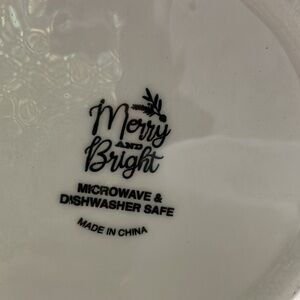 Merry
AND
Bright
MICROWAVE &
DISHWASHER SAFE
MADE IN CHINA